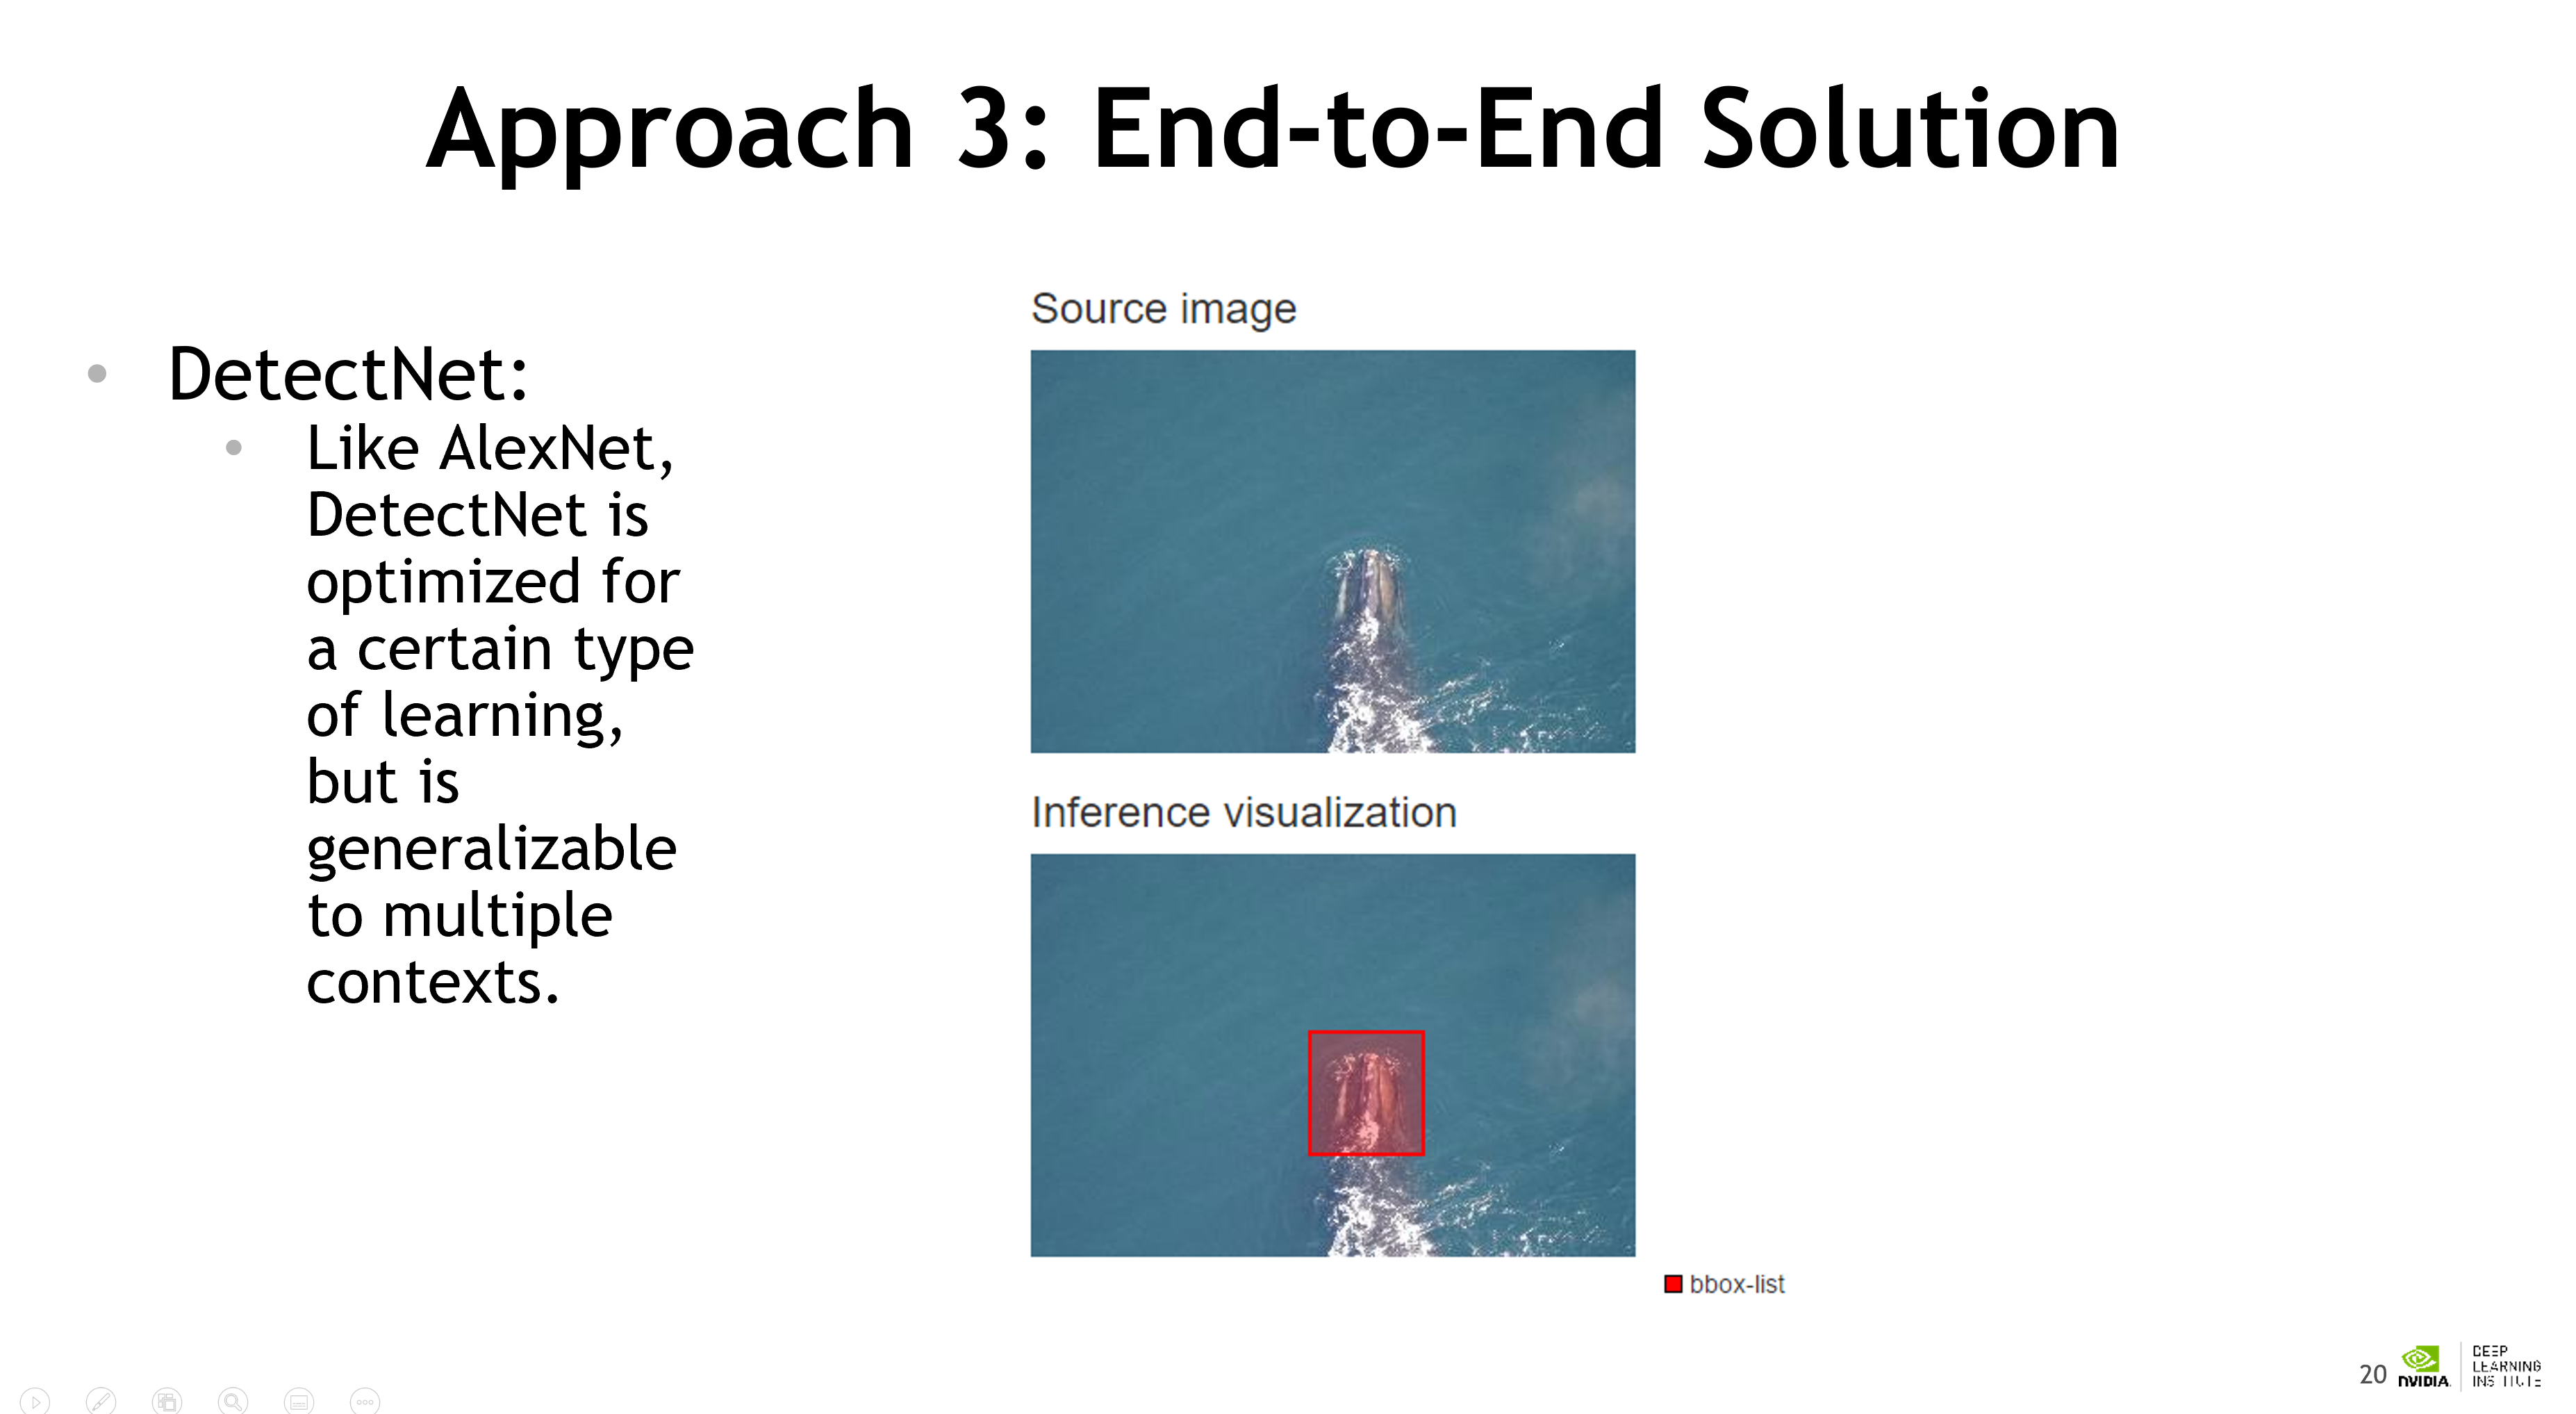 Approach 3: End-to-End Solution
DetectNet:
Like AlexNet,
DetectNet is
optimized for
a certain type
of learning,
but is
generalizable
to multiple
contexts.
Source image
Inference visualization
bbox-list
20
NVIDIA.
DEEP
LEARNING
INSTITUTE